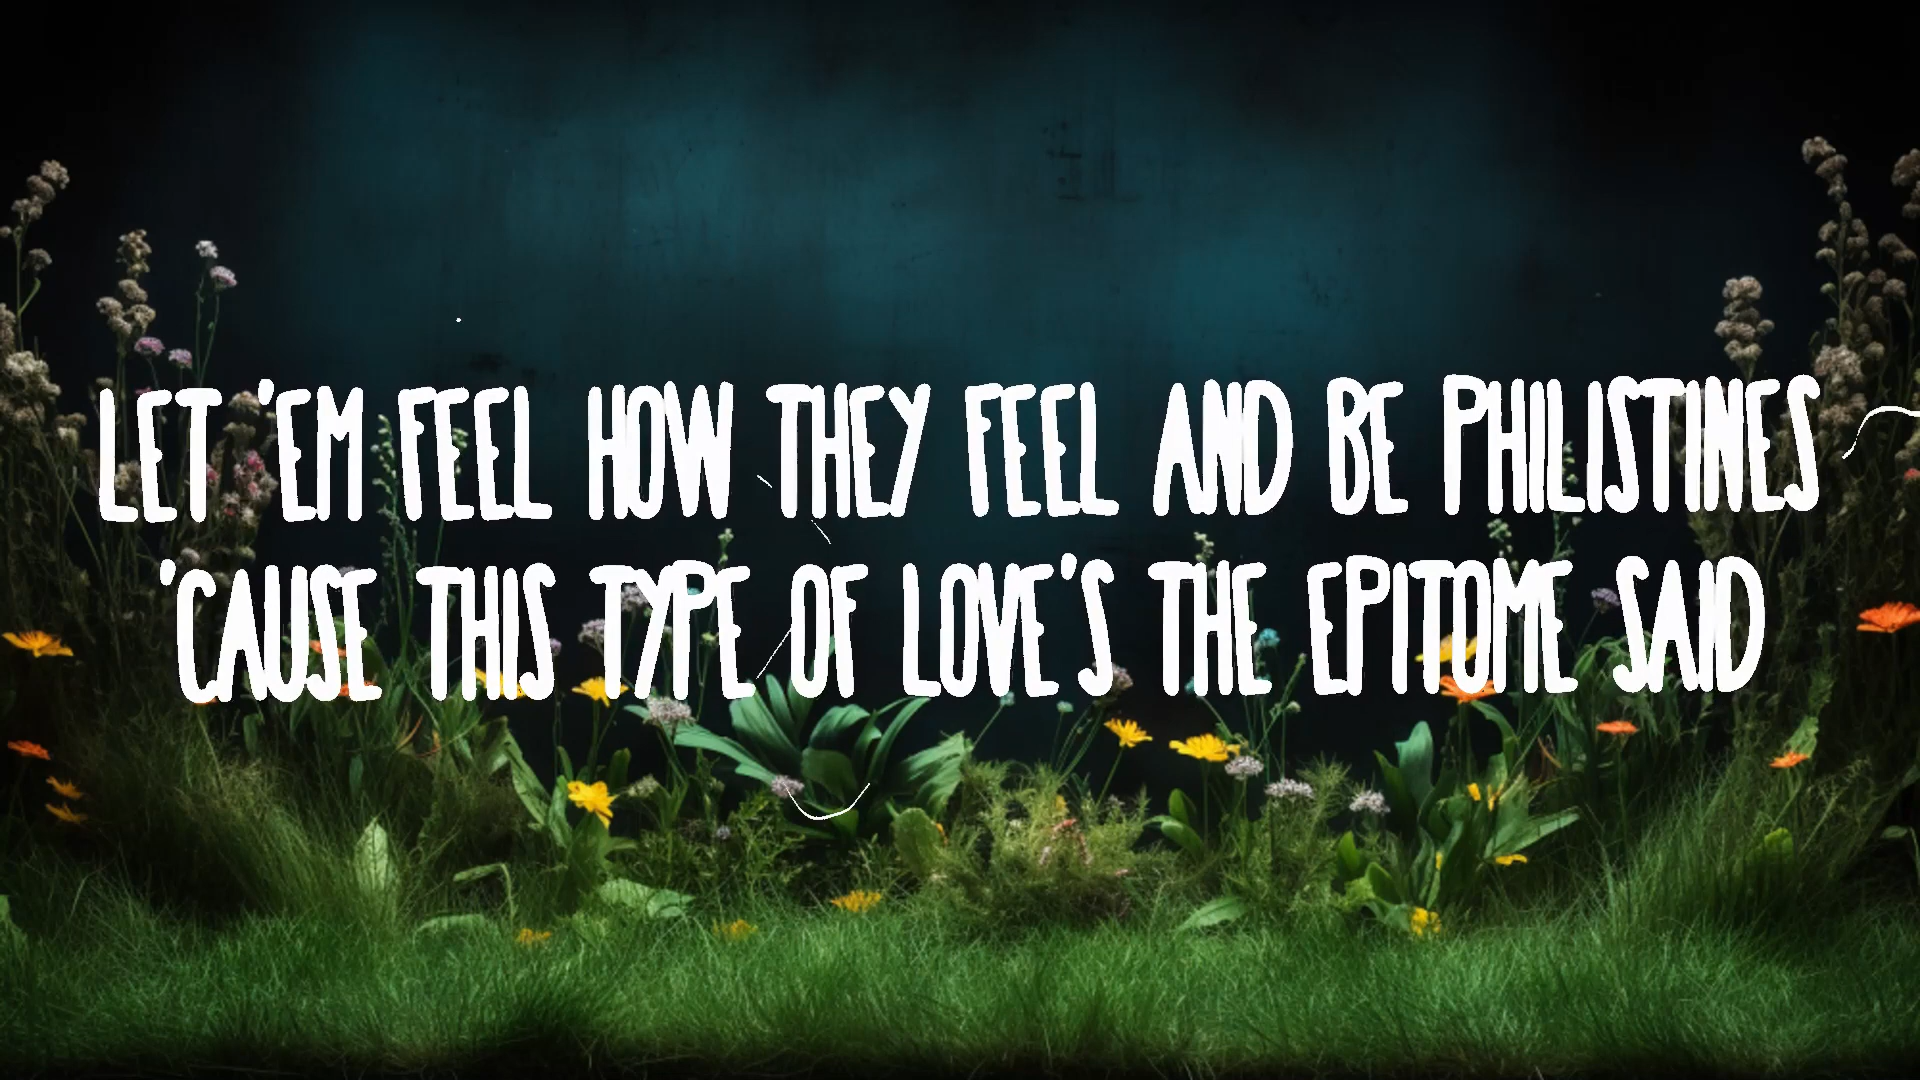 LET 'EM FEEL HOW THEY FEEL AND BE PHILISTINES
'CAUSE THIS TYPE OF LOVE'S THE EPITOME SAID